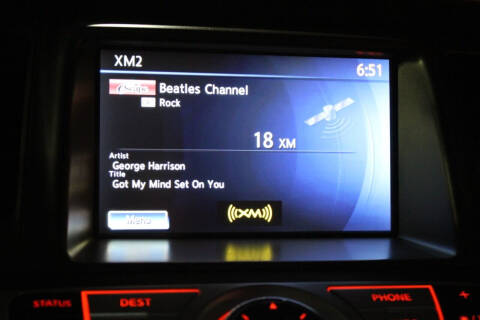 XM2
6:51
Beatles Channel
Rock
18 XM
Artist
George Harrison
Title
Got My Mind Set On You
Menu
((XM))
STATUS
DEST
PHONE
+